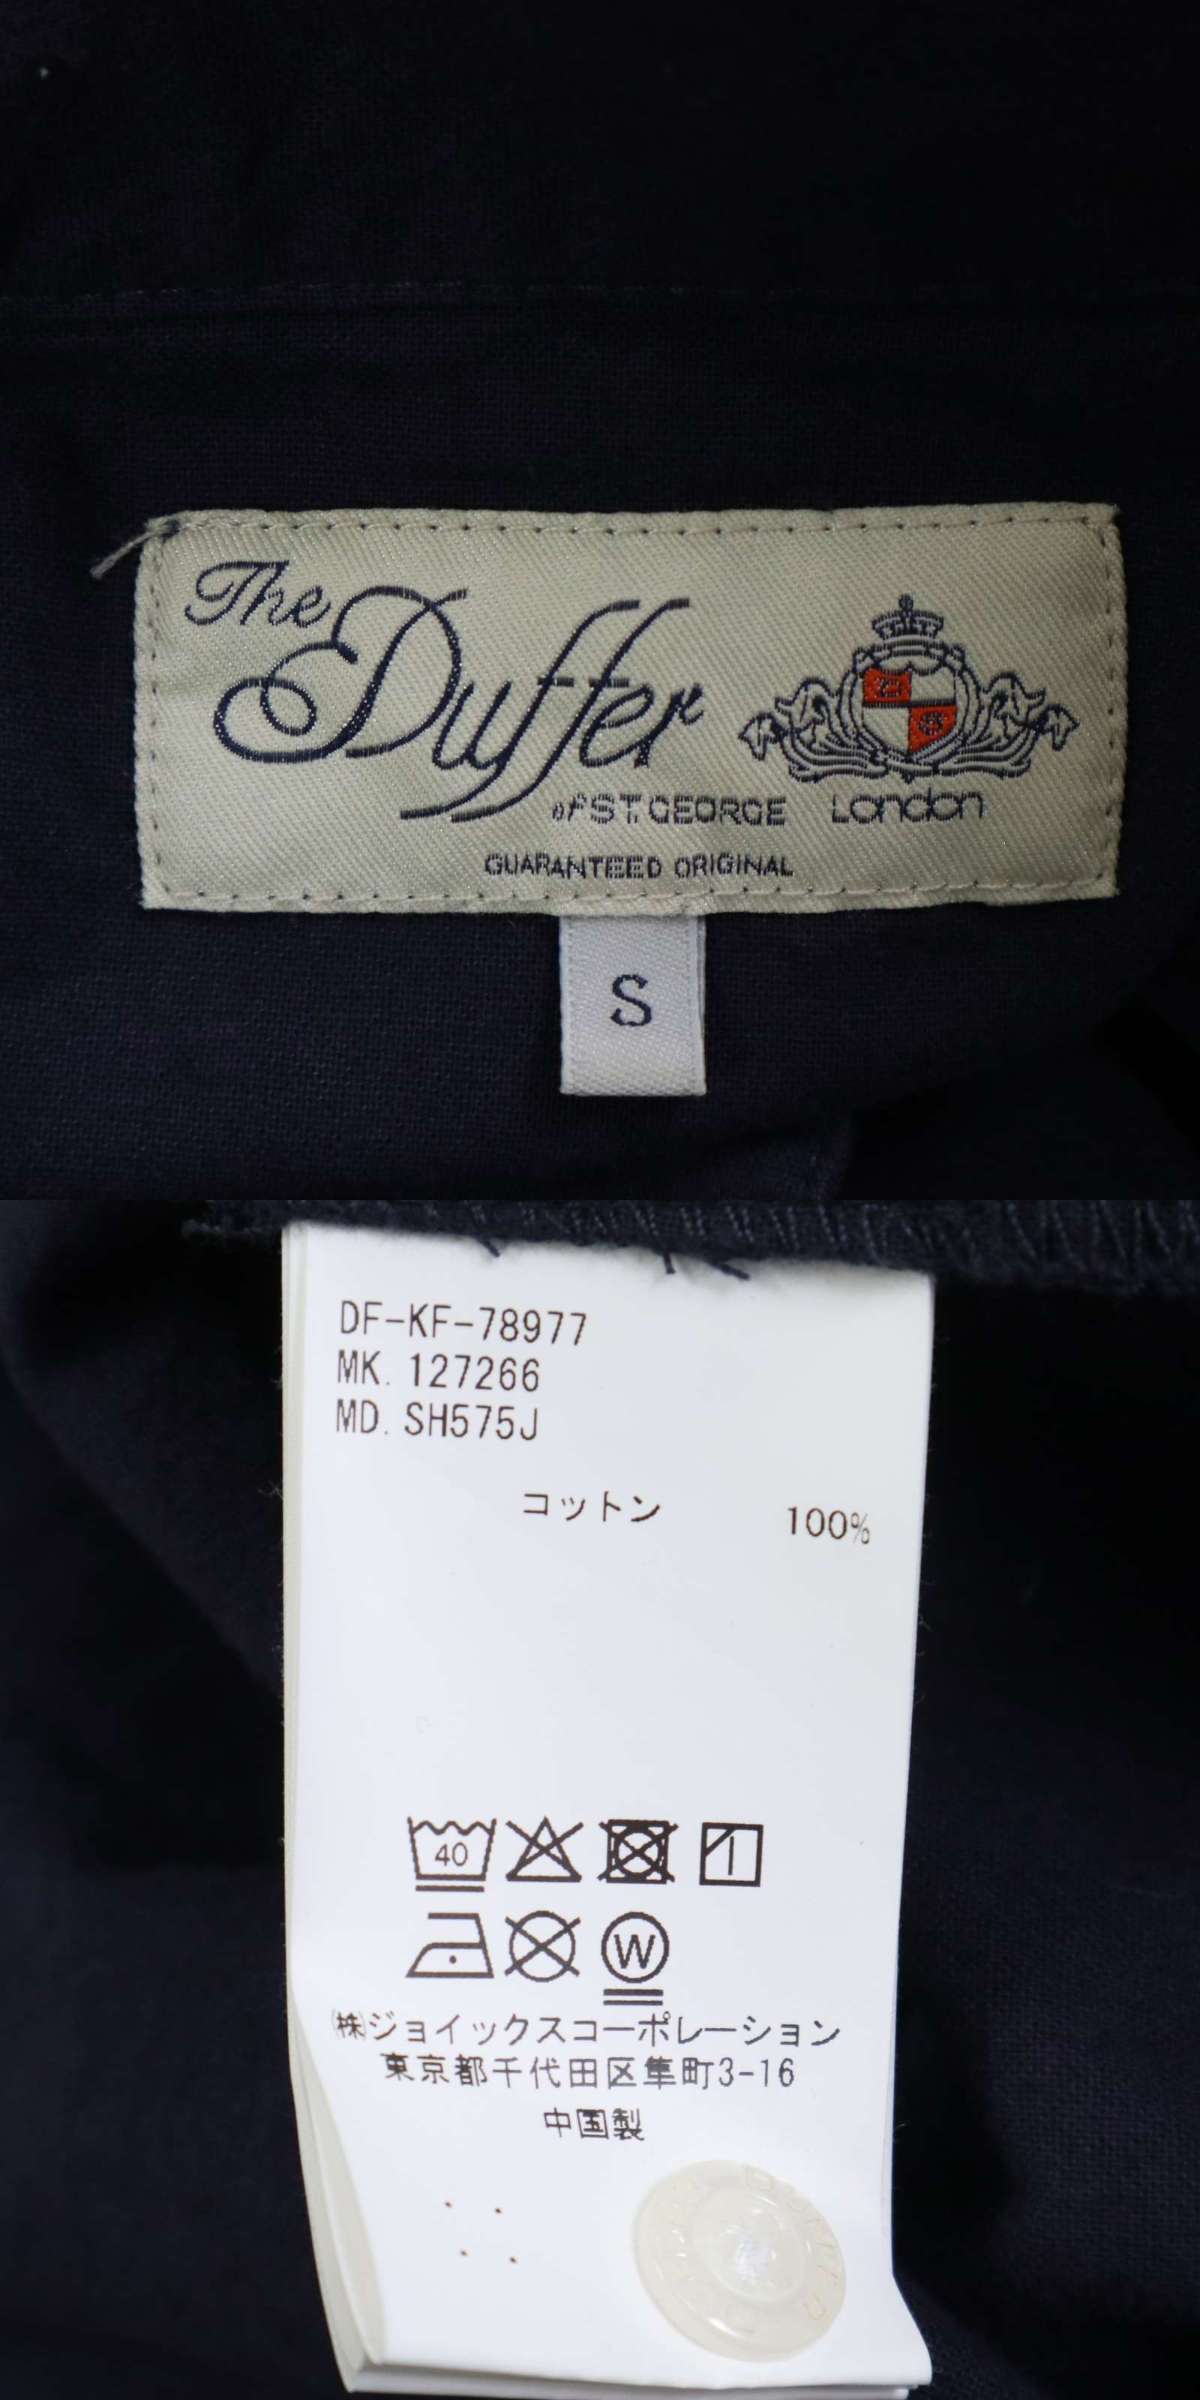 The
Duffer
of ST. GEORGE London
GUARANTEED ORIGINAL
S
DF-KF-78977
MK. 127266
MD. SH575J
コットン 100%
40
W
㈱ジョイックスコーポレーション
東京都千代田区隼町3-16
中国製